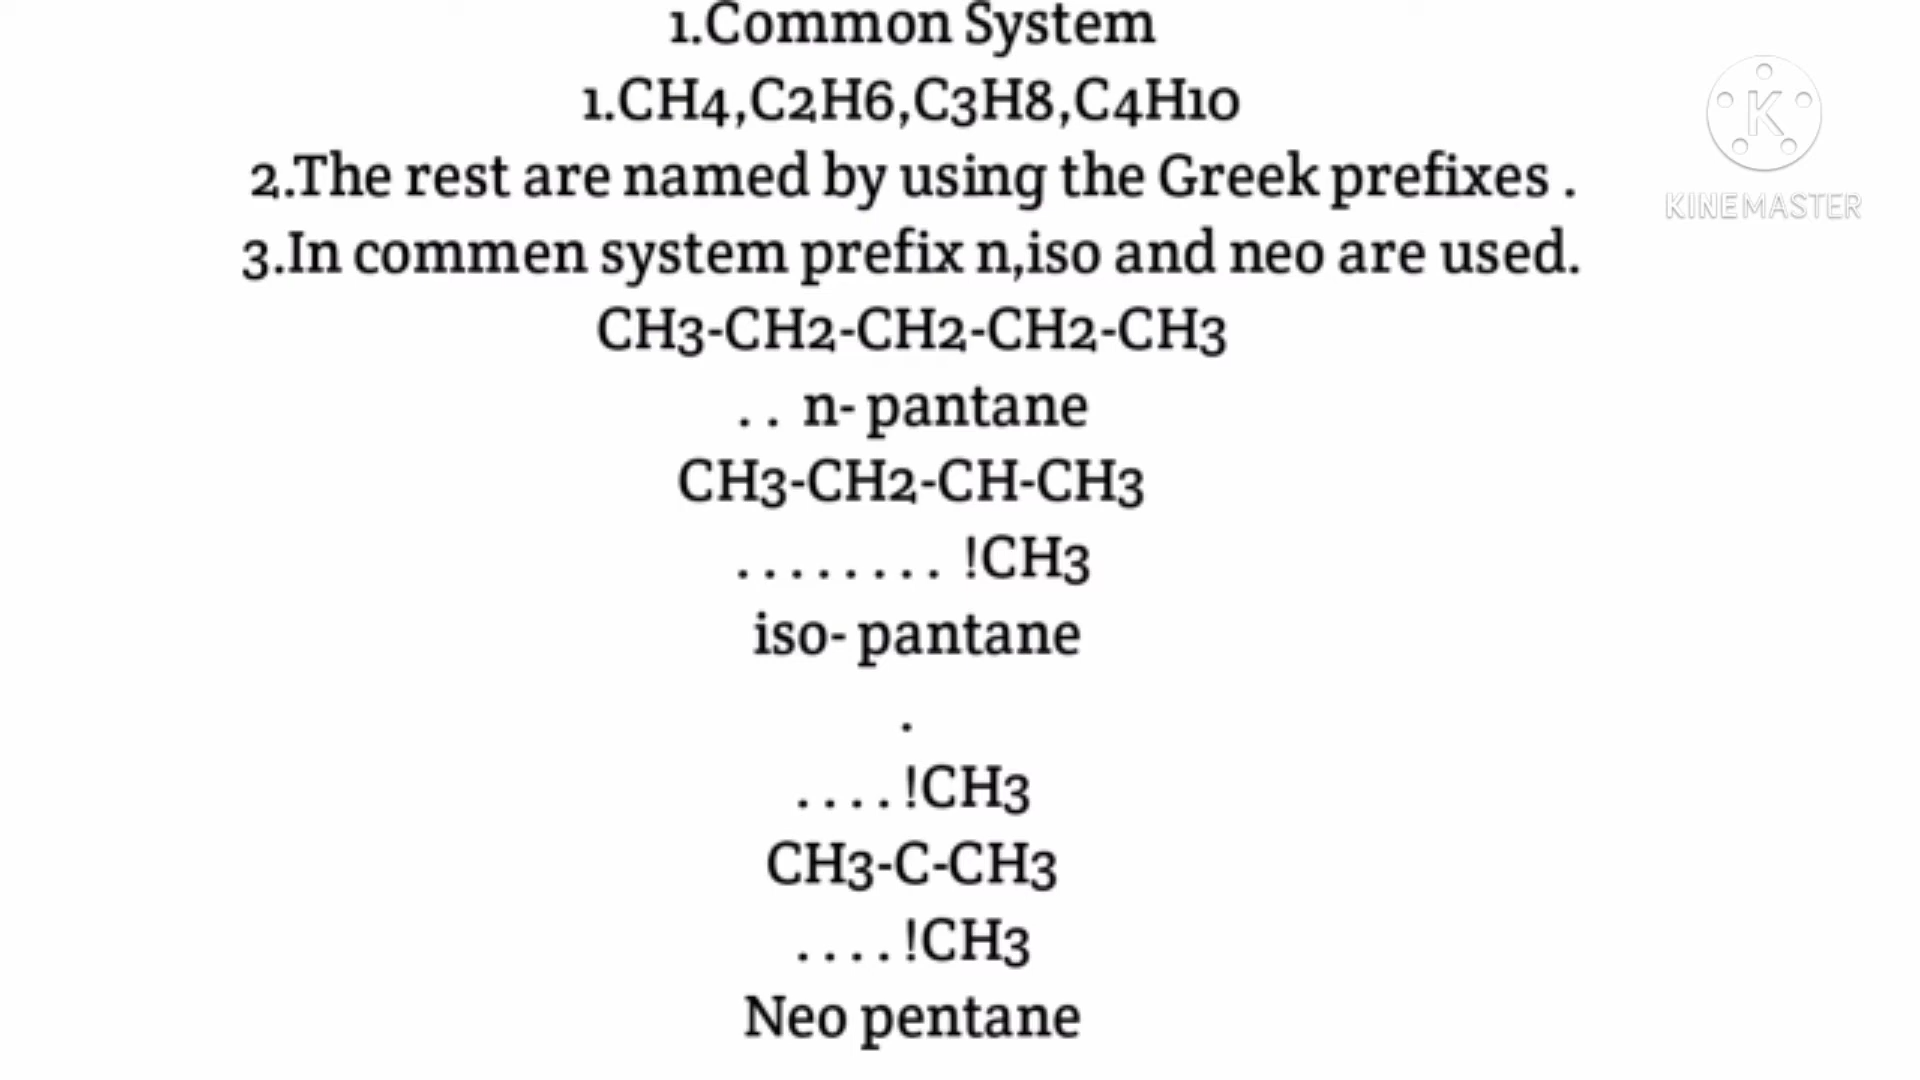 1.Common System
1.CH4,C2H6,C3H8,C4H10
2.The rest are named by using the Greek prefixes .
3.In commen system prefix n,iso and neo are used.
CH3-CH2-CH2-CH2-CH3
. . n- pantane
CH3-CH2-CH-CH3
. . . . . . . . !CH3
iso- pantane
.
. . . . !CH3
CH3-C-CH3
. . . . !CH3
Neo pentane
K
KINEMASTER